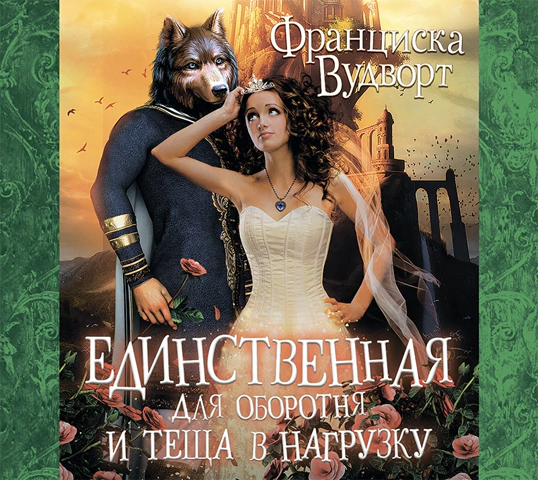 Франциска
Вудворт
Единственная
для оборотня
и теща в нагрузку